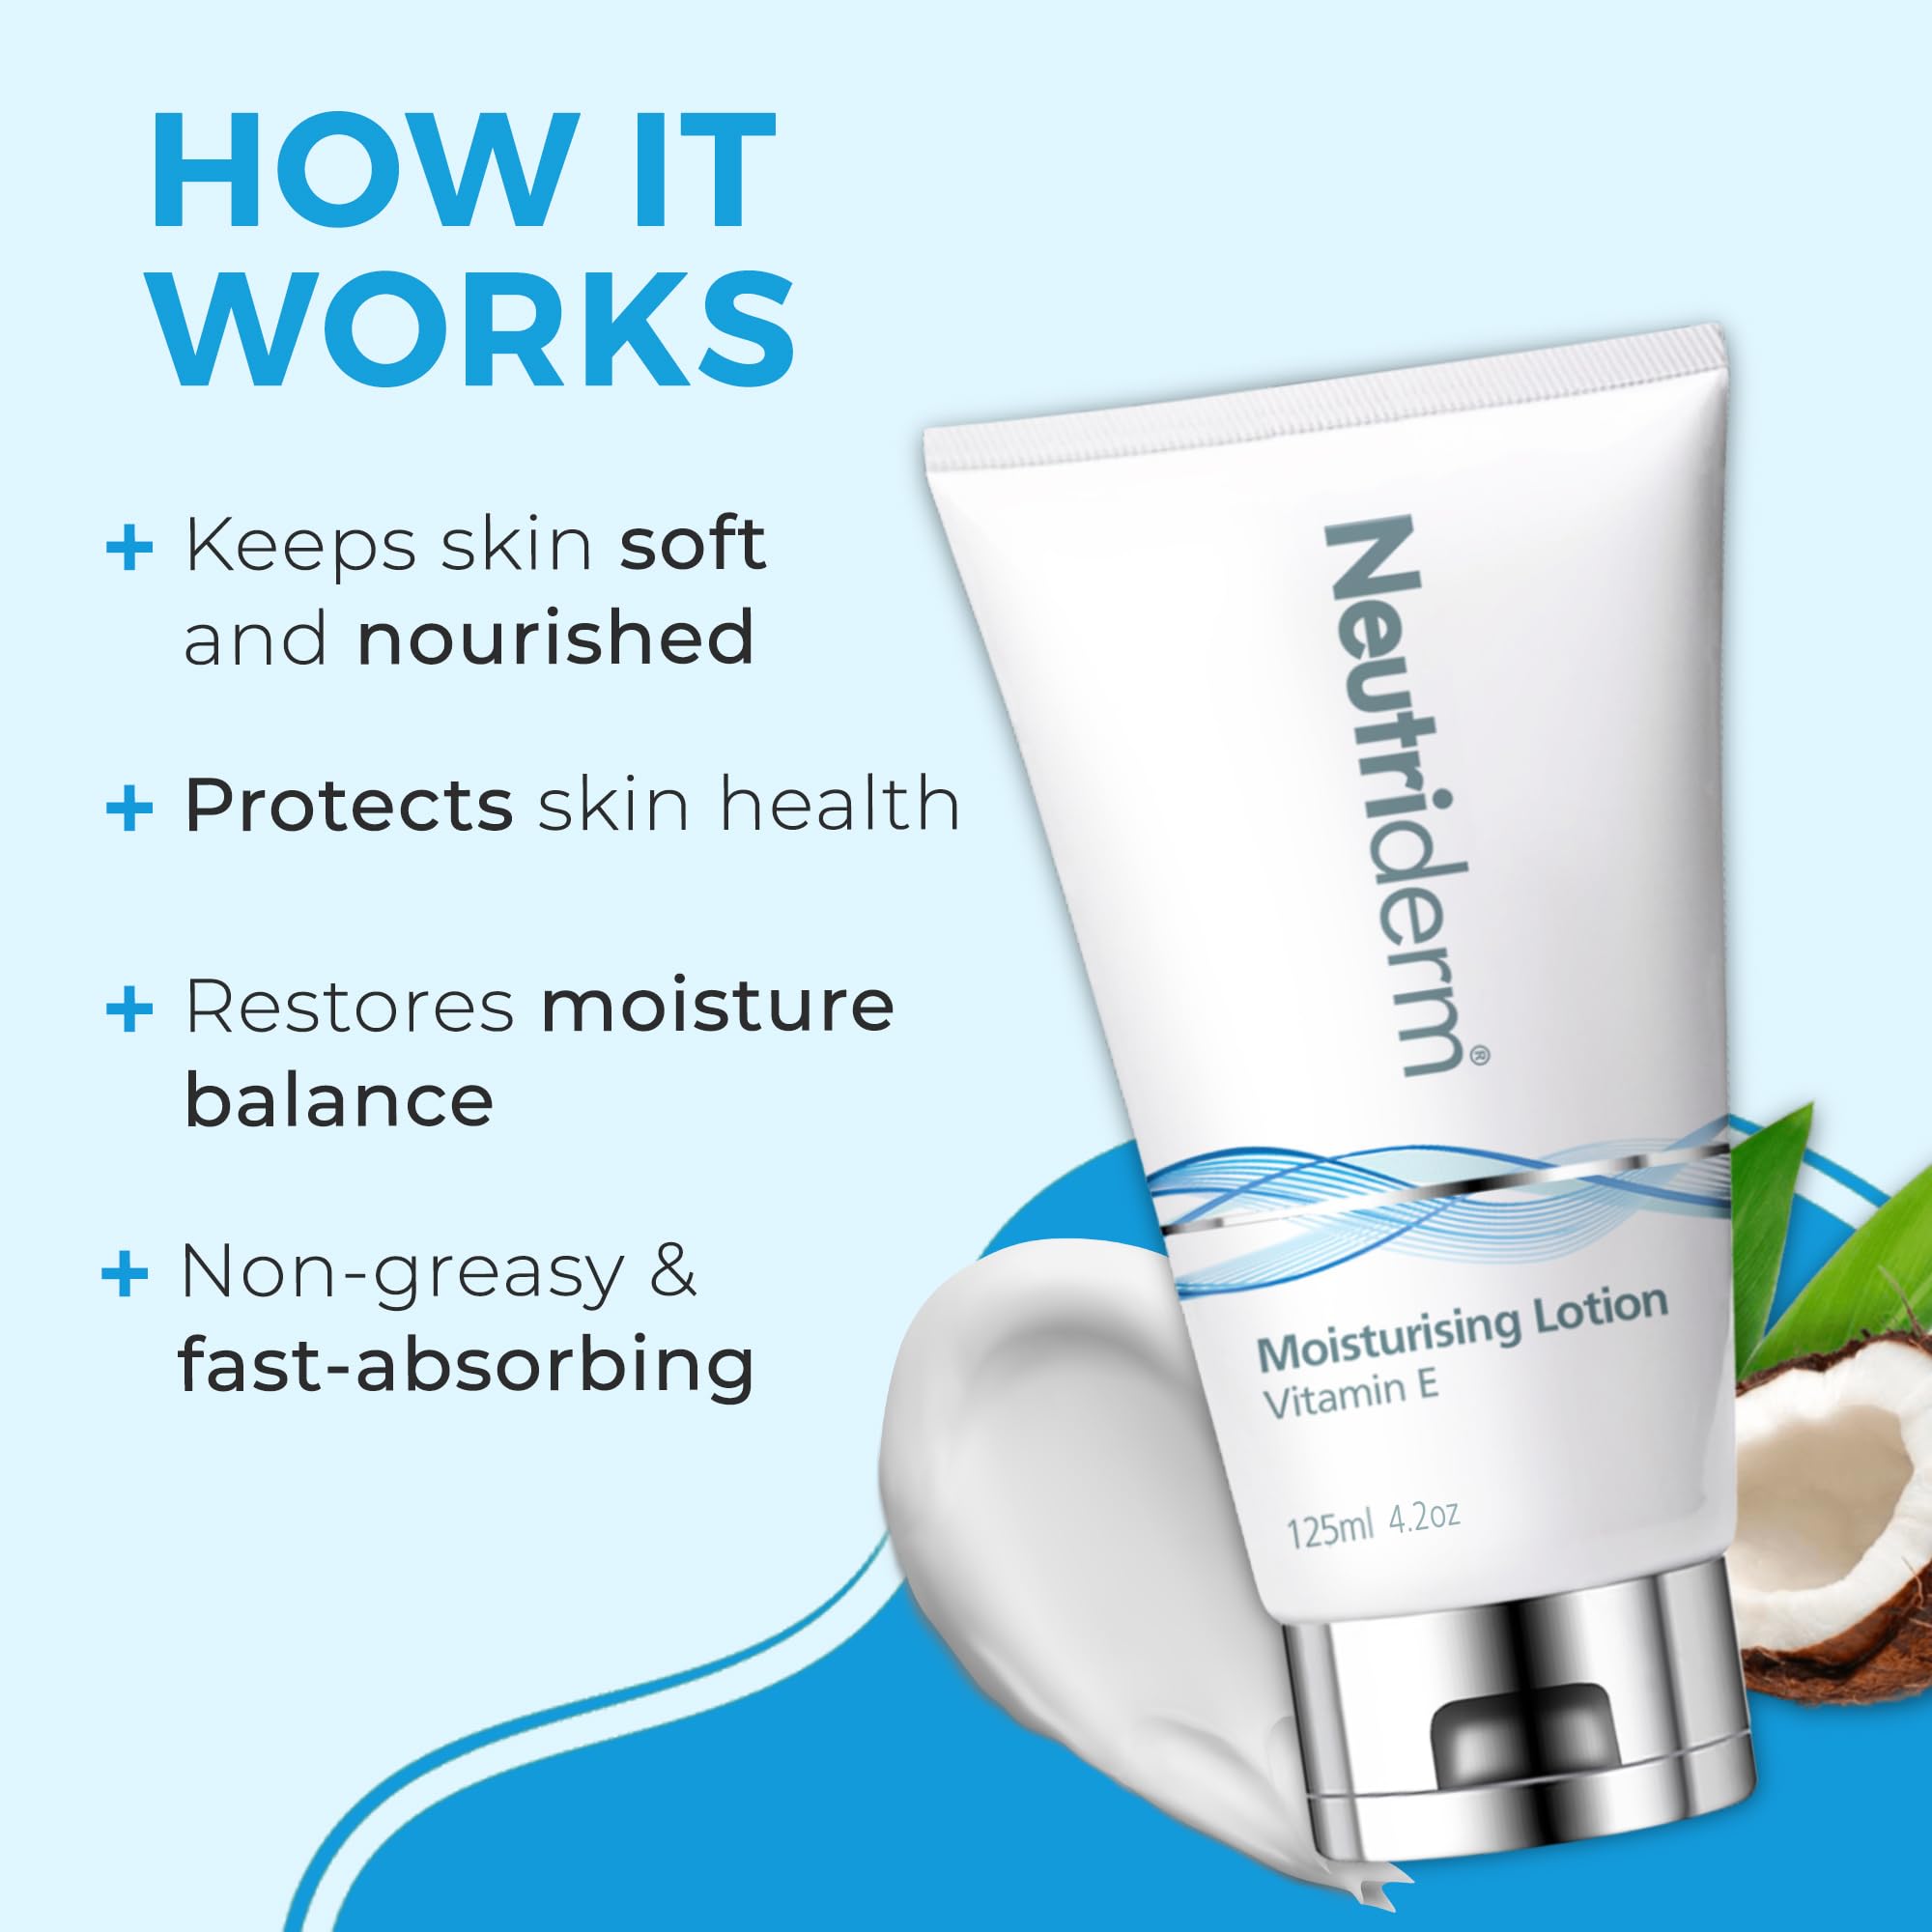 HOW IT
WORKS
+ Keeps skin soft
and nourished
+ Protects skin health
+ Restores moisture
balance
+ Non-greasy &
fast-absorbing
Neutriderm®
Moisturising Lotion
Vitamin E
125ml 4.2oz